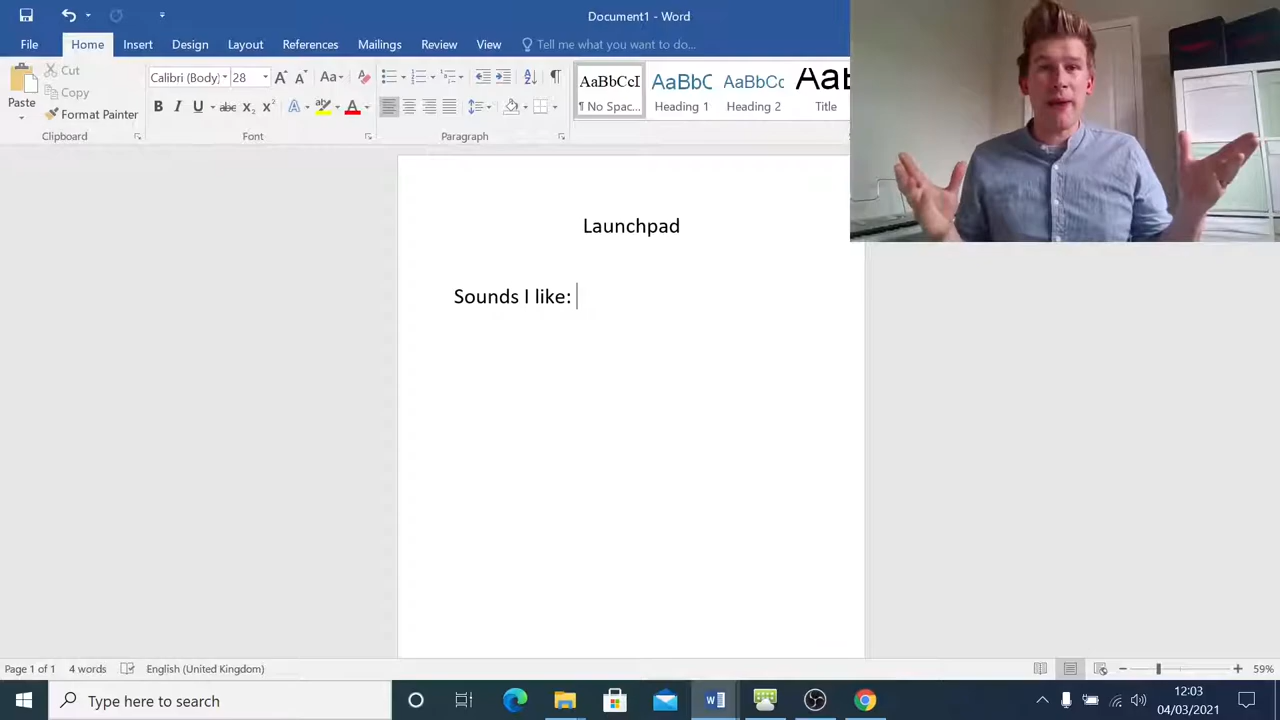 Document1 - Word
File Home Insert Design Layout References Mailings Review View Tell me what you want to do...
Paste
Cut
Copy
Format Painter
Clipboard
Calibri (Body) 28
Font
Paragraph
AaBbCcI AaBbC AaBbCc AaB
¶ No Spac... Heading 1 Heading 2 Title
Launchpad
Sounds I like:
Page 1 of 1 4 words English (United Kingdom) 59%
Type here to search
12:03
04/03/2021